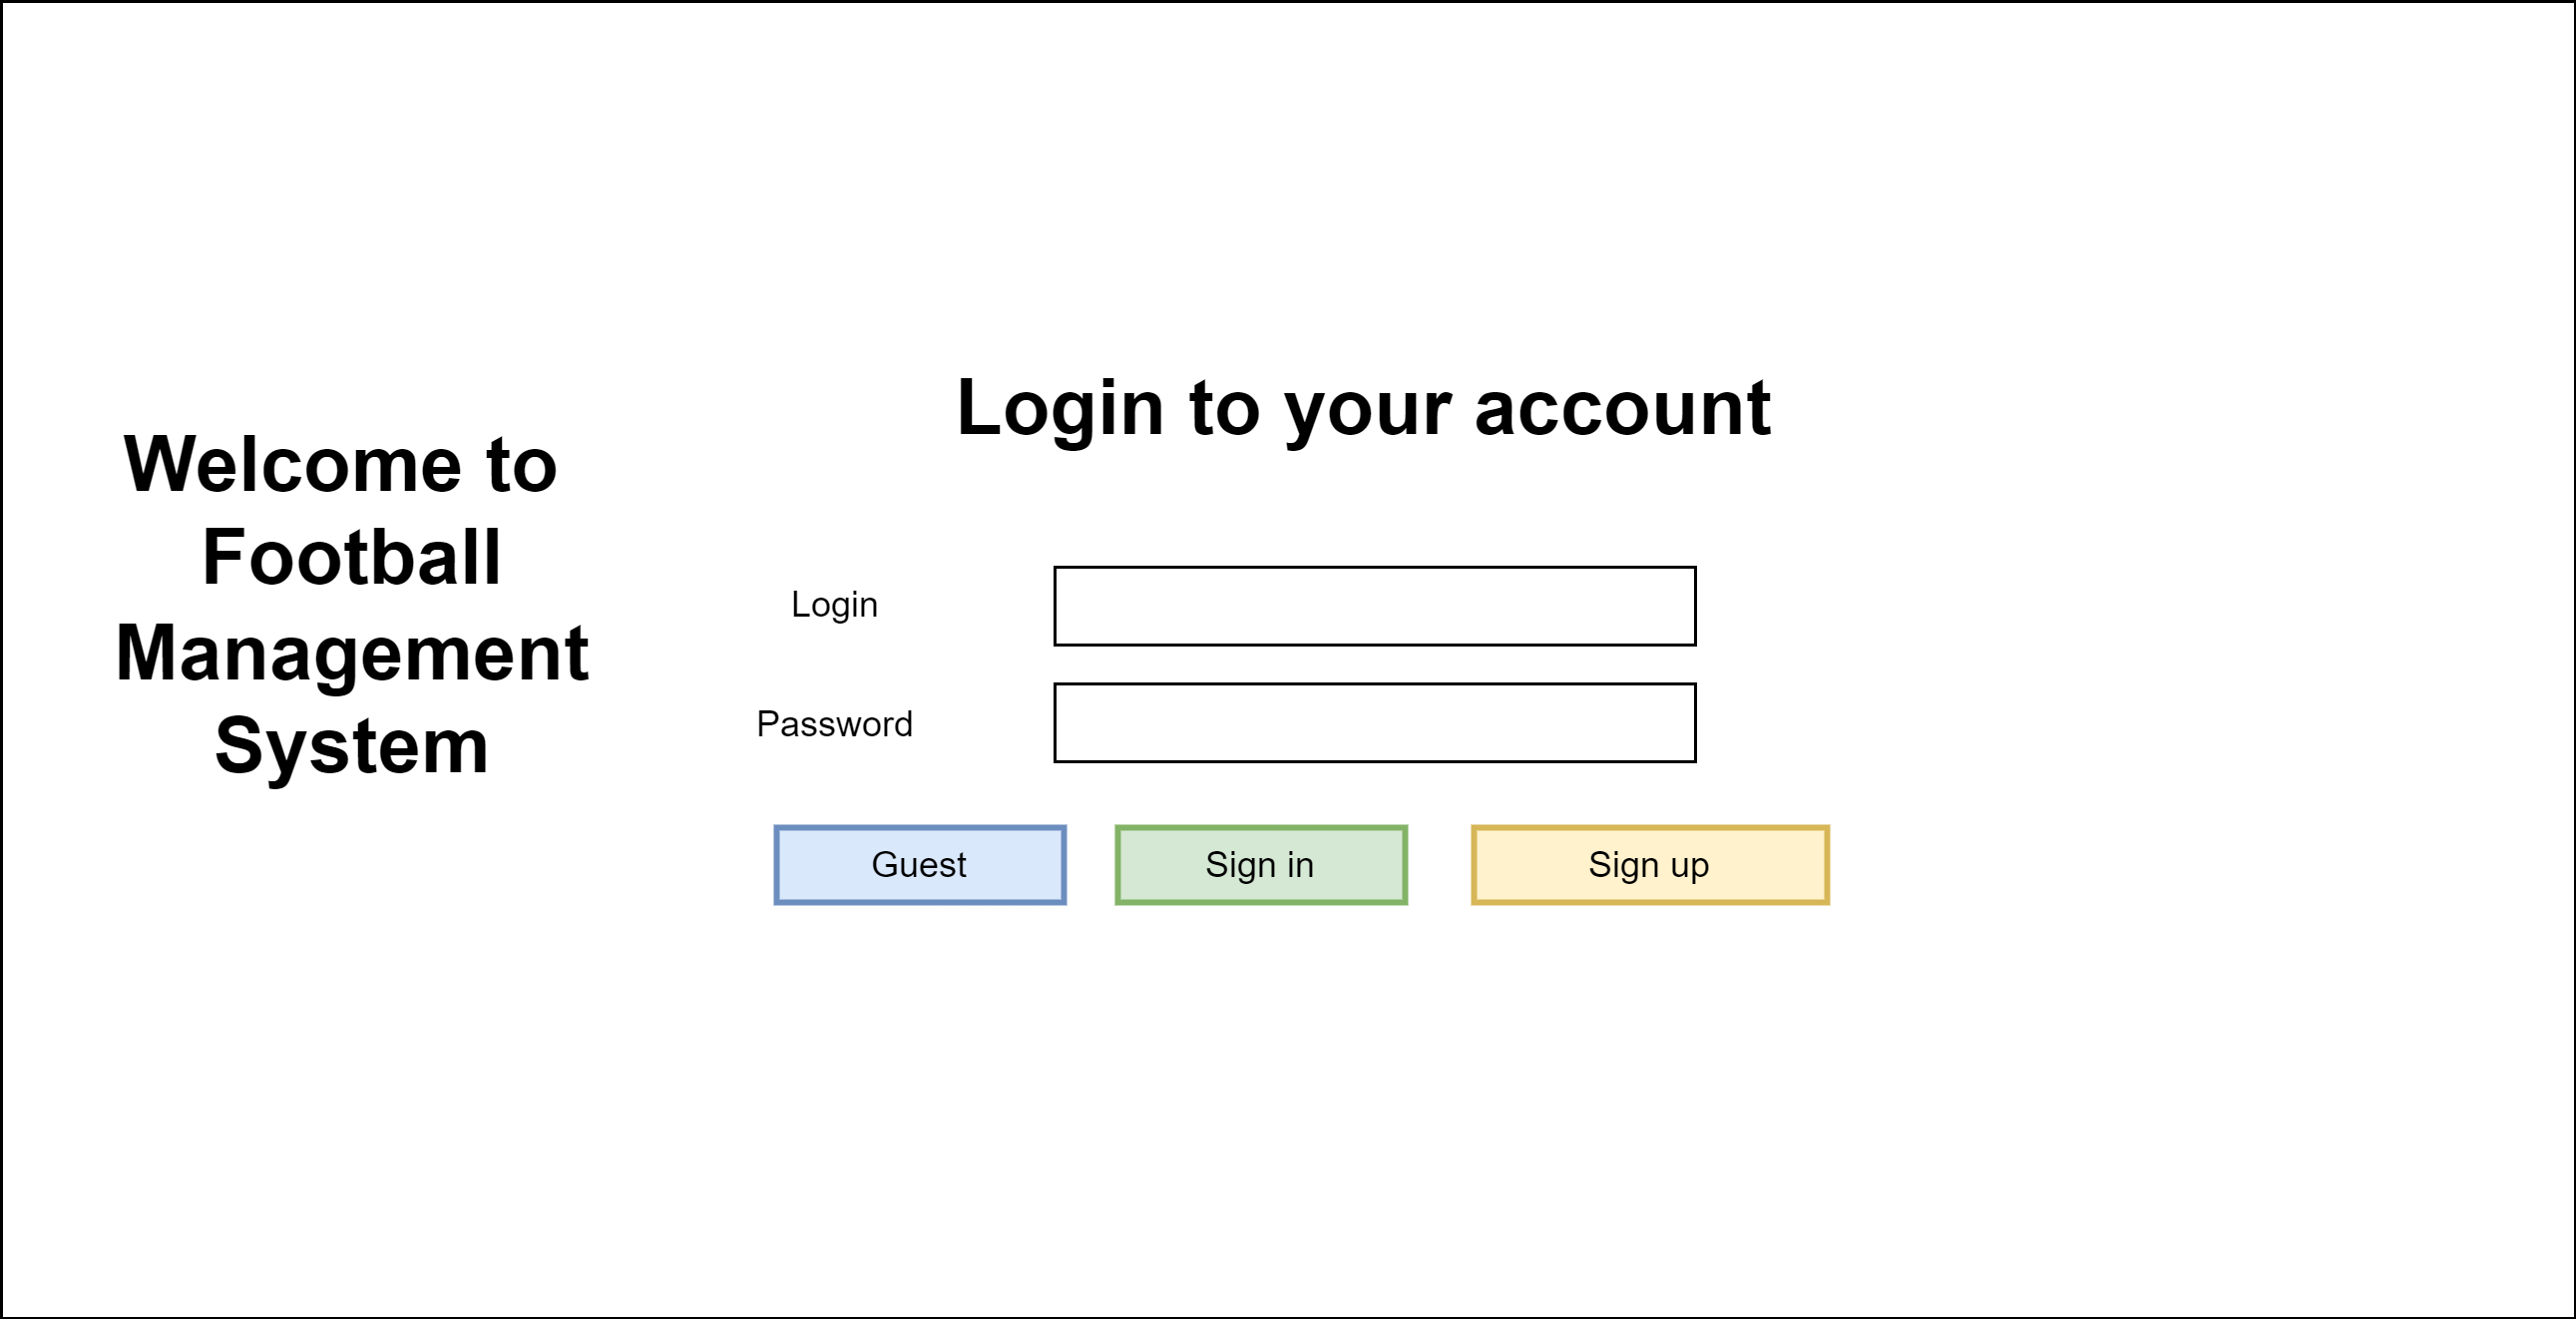 Welcome to
Football
Management
System
Login to your account
Login
Password
Guest
Sign in
Sign up